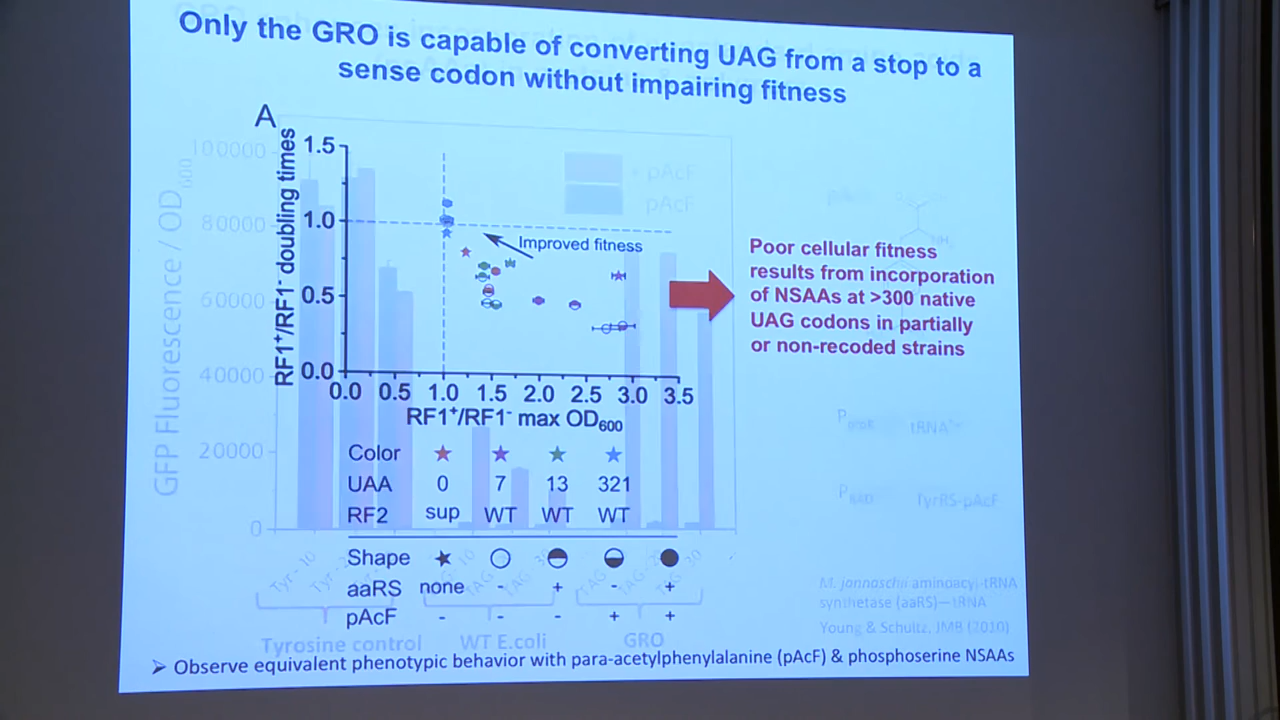 Only the GRO is capable of converting UAG from a stop to a
sense codon without impairing fitness
A
RF1⁺/RF1⁻ doubling times
1.5
1.0
0.5
0.0
0.0 0.5 1.0 1.5 2.0 2.5 3.0 3.5
RF1⁺/RF1⁻ max OD₆₀₀
Improved fitness
Poor cellular fitness
results from incorporation
of NSAAs at >300 native
UAG codons in partially
or non-recoded strains
Color ★ ★ ★ ★
UAA 0 7 13 321
RF2 sup WT WT WT
Shape ★
aaRS none - + - +
pAcF - - - + +
GFP Fluorescence / OD₆₀₀
100000
80000
60000
40000
20000
0
pAcF
pAcF
Tyr - 10
Tyrosine control WT E.coli GRO
tRNA
TyrRS-pAcF
M. jannaschii aminoacyl-tRNA
synthetase (aaRS)—tRNA
Young & Schultz, JMB (2010)
➢ Observe equivalent phenotypic behavior with para-acetylphenylalanine (pAcF) & phosphoserine NSAAs